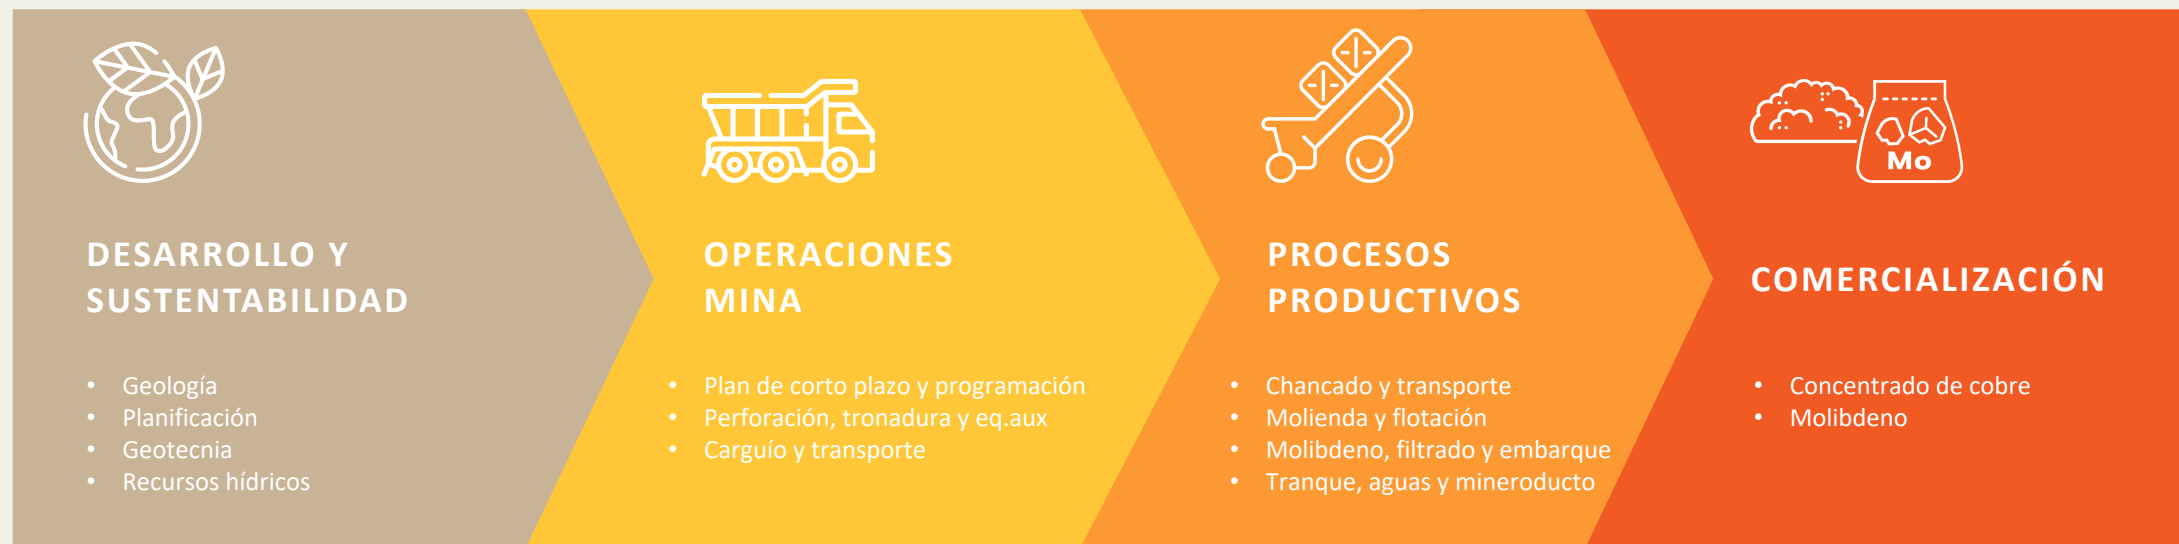 DESARROLLO Y
SUSTENTABILIDAD
• Geología
• Planificación
• Geotecnia
• Recursos hídricos
OPERACIONES
MINA
• Plan de corto plazo y programación
• Perforación, tronadura y eq.aux
• Carguío y transporte
PROCESOS
PRODUCTIVOS
• Chancado y transporte
• Molienda y flotación
• Molibdeno, filtrado y embarque
• Tranque, aguas y mineroducto
Mo
COMERCIALIZACIÓN
• Concentrado de cobre
• Molibdeno